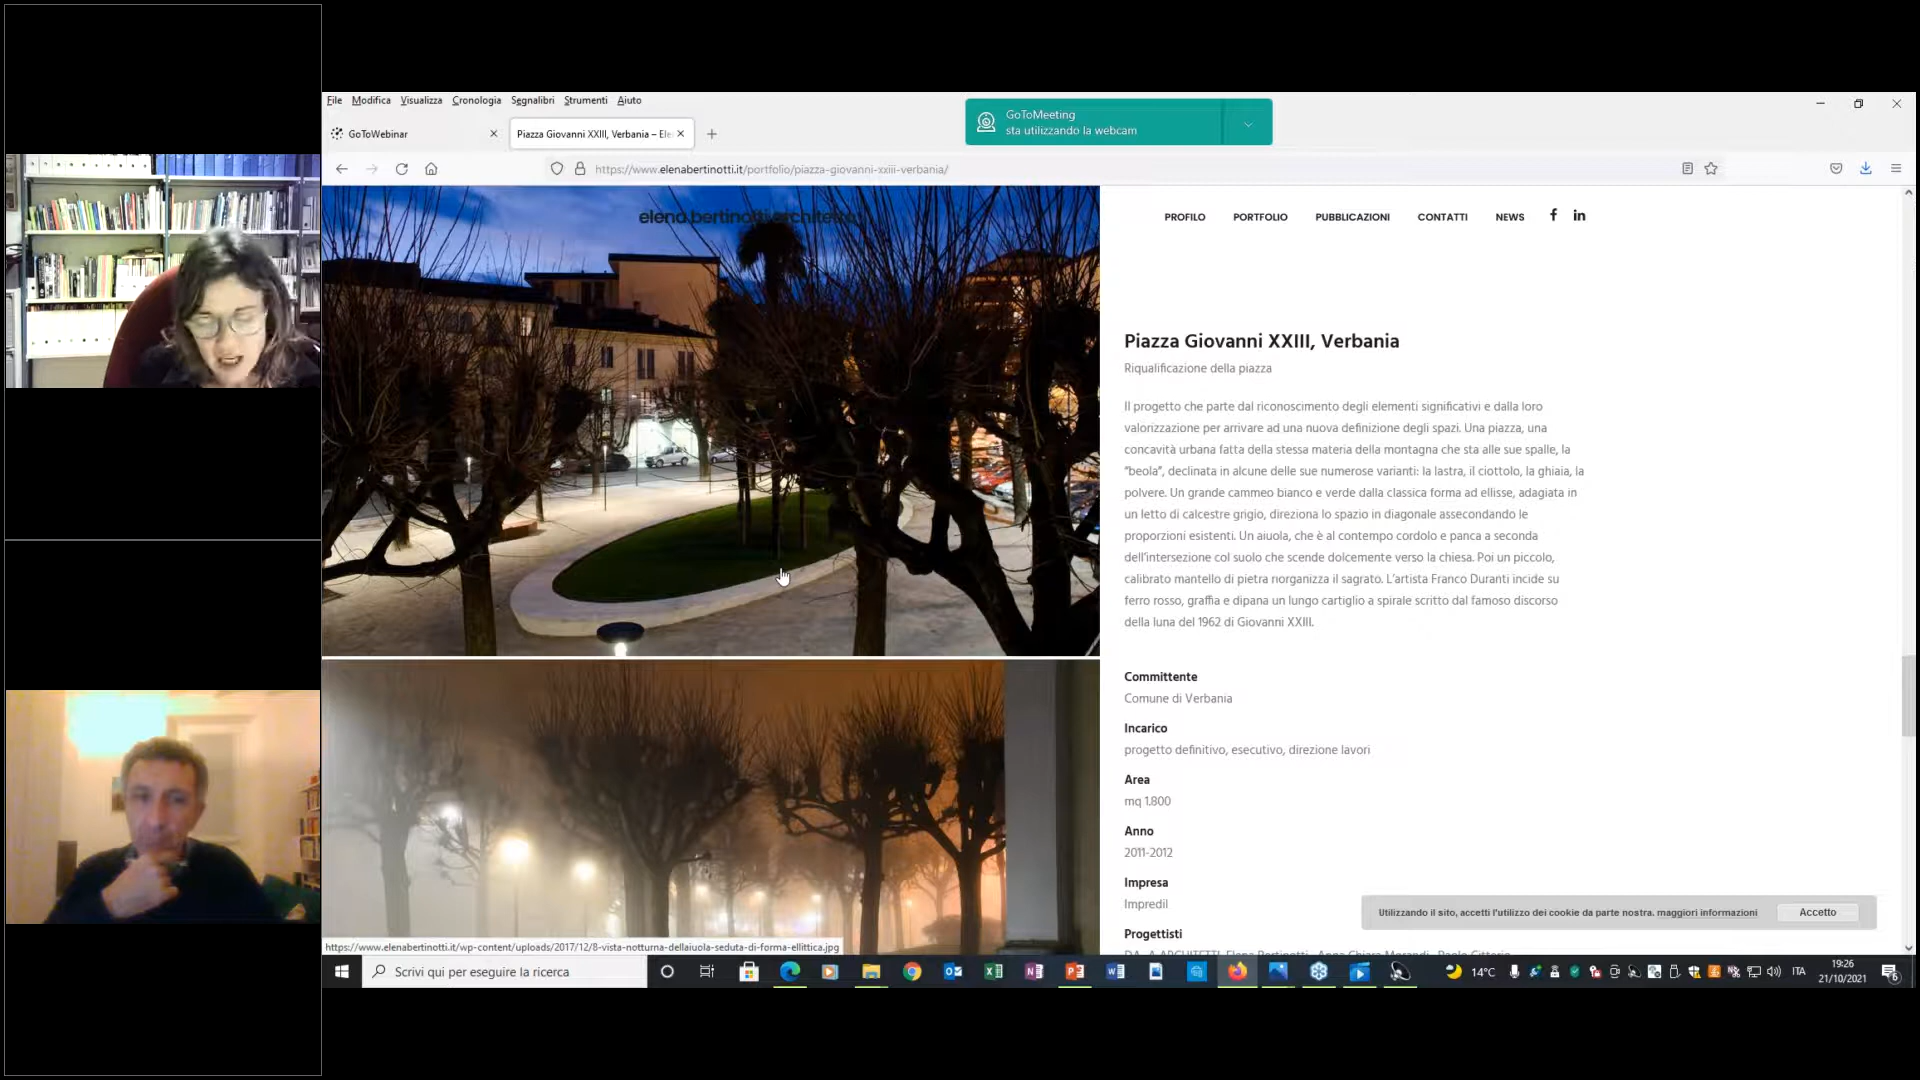 File Modifica Visualizza Cronologia Segnalibri Strumenti Aiuto
GoToMeeting
sta utilizzando la webcam
GoToWebinar
Piazza Giovanni XXIII, Verbania – Ele
https://www.elenabertinotti.it/portfolio/piazza-giovanni-xxiii-verbania/
elena.bertinotti.architetto
PROFILO PORTFOLIO PUBBLICAZIONI CONTATTI NEWS
Piazza Giovanni XXIII, Verbania
Riqualificazione della piazza
Il progetto che parte dal riconoscimento degli elementi significativi e dalla loro
valorizzazione per arrivare ad una nuova definizione degli spazi. Una piazza, una
concavità urbana fatta della stessa materia della montagna che sta alle sue spalle, la
“beola”, declinata in alcune delle sue numerose varianti: la lastra, il ciottolo, la ghiaia, la
polvere. Un grande cammeo bianco e verde dalla classica forma ad ellisse, adagiata in
un letto di calcestre grigio, direziona lo spazio in diagonale assecondando le
proporzioni esistenti. Un aiuola, che è al contempo cordolo e panca a seconda
dell’intersezione col suolo che scende dolcemente verso la chiesa. Poi un piccolo,
calibrato mantello di pietra riorganizza il sagrato. L’artista Franco Duranti incide su
ferro rosso, graffia e dipana un lungo cartiglio a spirale scritto dal famoso discorso
della luna del 1962 di Giovanni XXIII.
Committente
Comune di Verbania
Incarico
progetto definitivo, esecutivo, direzione lavori
Area
mq 1.800
Anno
2011-2012
Impresa
Impredil
Utilizzando il sito, accetti l'utilizzo dei cookie da parte nostra. maggiori informazioni
Accetto
Progettisti
https://www.elenabertinotti.it/wp-content/uploads/2017/12/8-vista-notturna-dellaiuola-seduta-di-forma-ellittica.jpg
Scrivi qui per eseguire la ricerca
14°C
ITA
19:26
21/10/2021